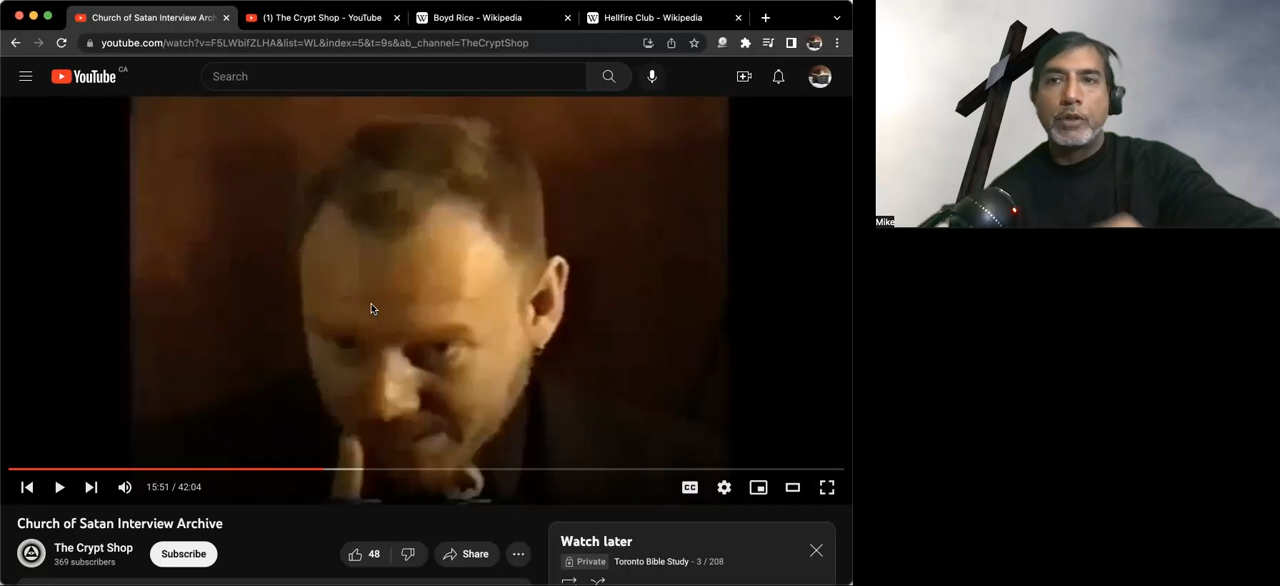 Church of Satan Interview Arch
(1) The Crypt Shop - YouTube
Boyd Rice - Wikipedia
Hellfire Club - Wikipedia
youtube.com/watch?v=F5LWbifZLHA&list=WL&index=5&t=9s&ab_channel=TheCryptShop
YouTube CA
Search
Mike
15:51 / 42:04
CC
Church of Satan Interview Archive
The Crypt Shop
369 subscribers
Subscribe
48
Share
Watch later
Private
Toronto Bible Study - 3 / 208